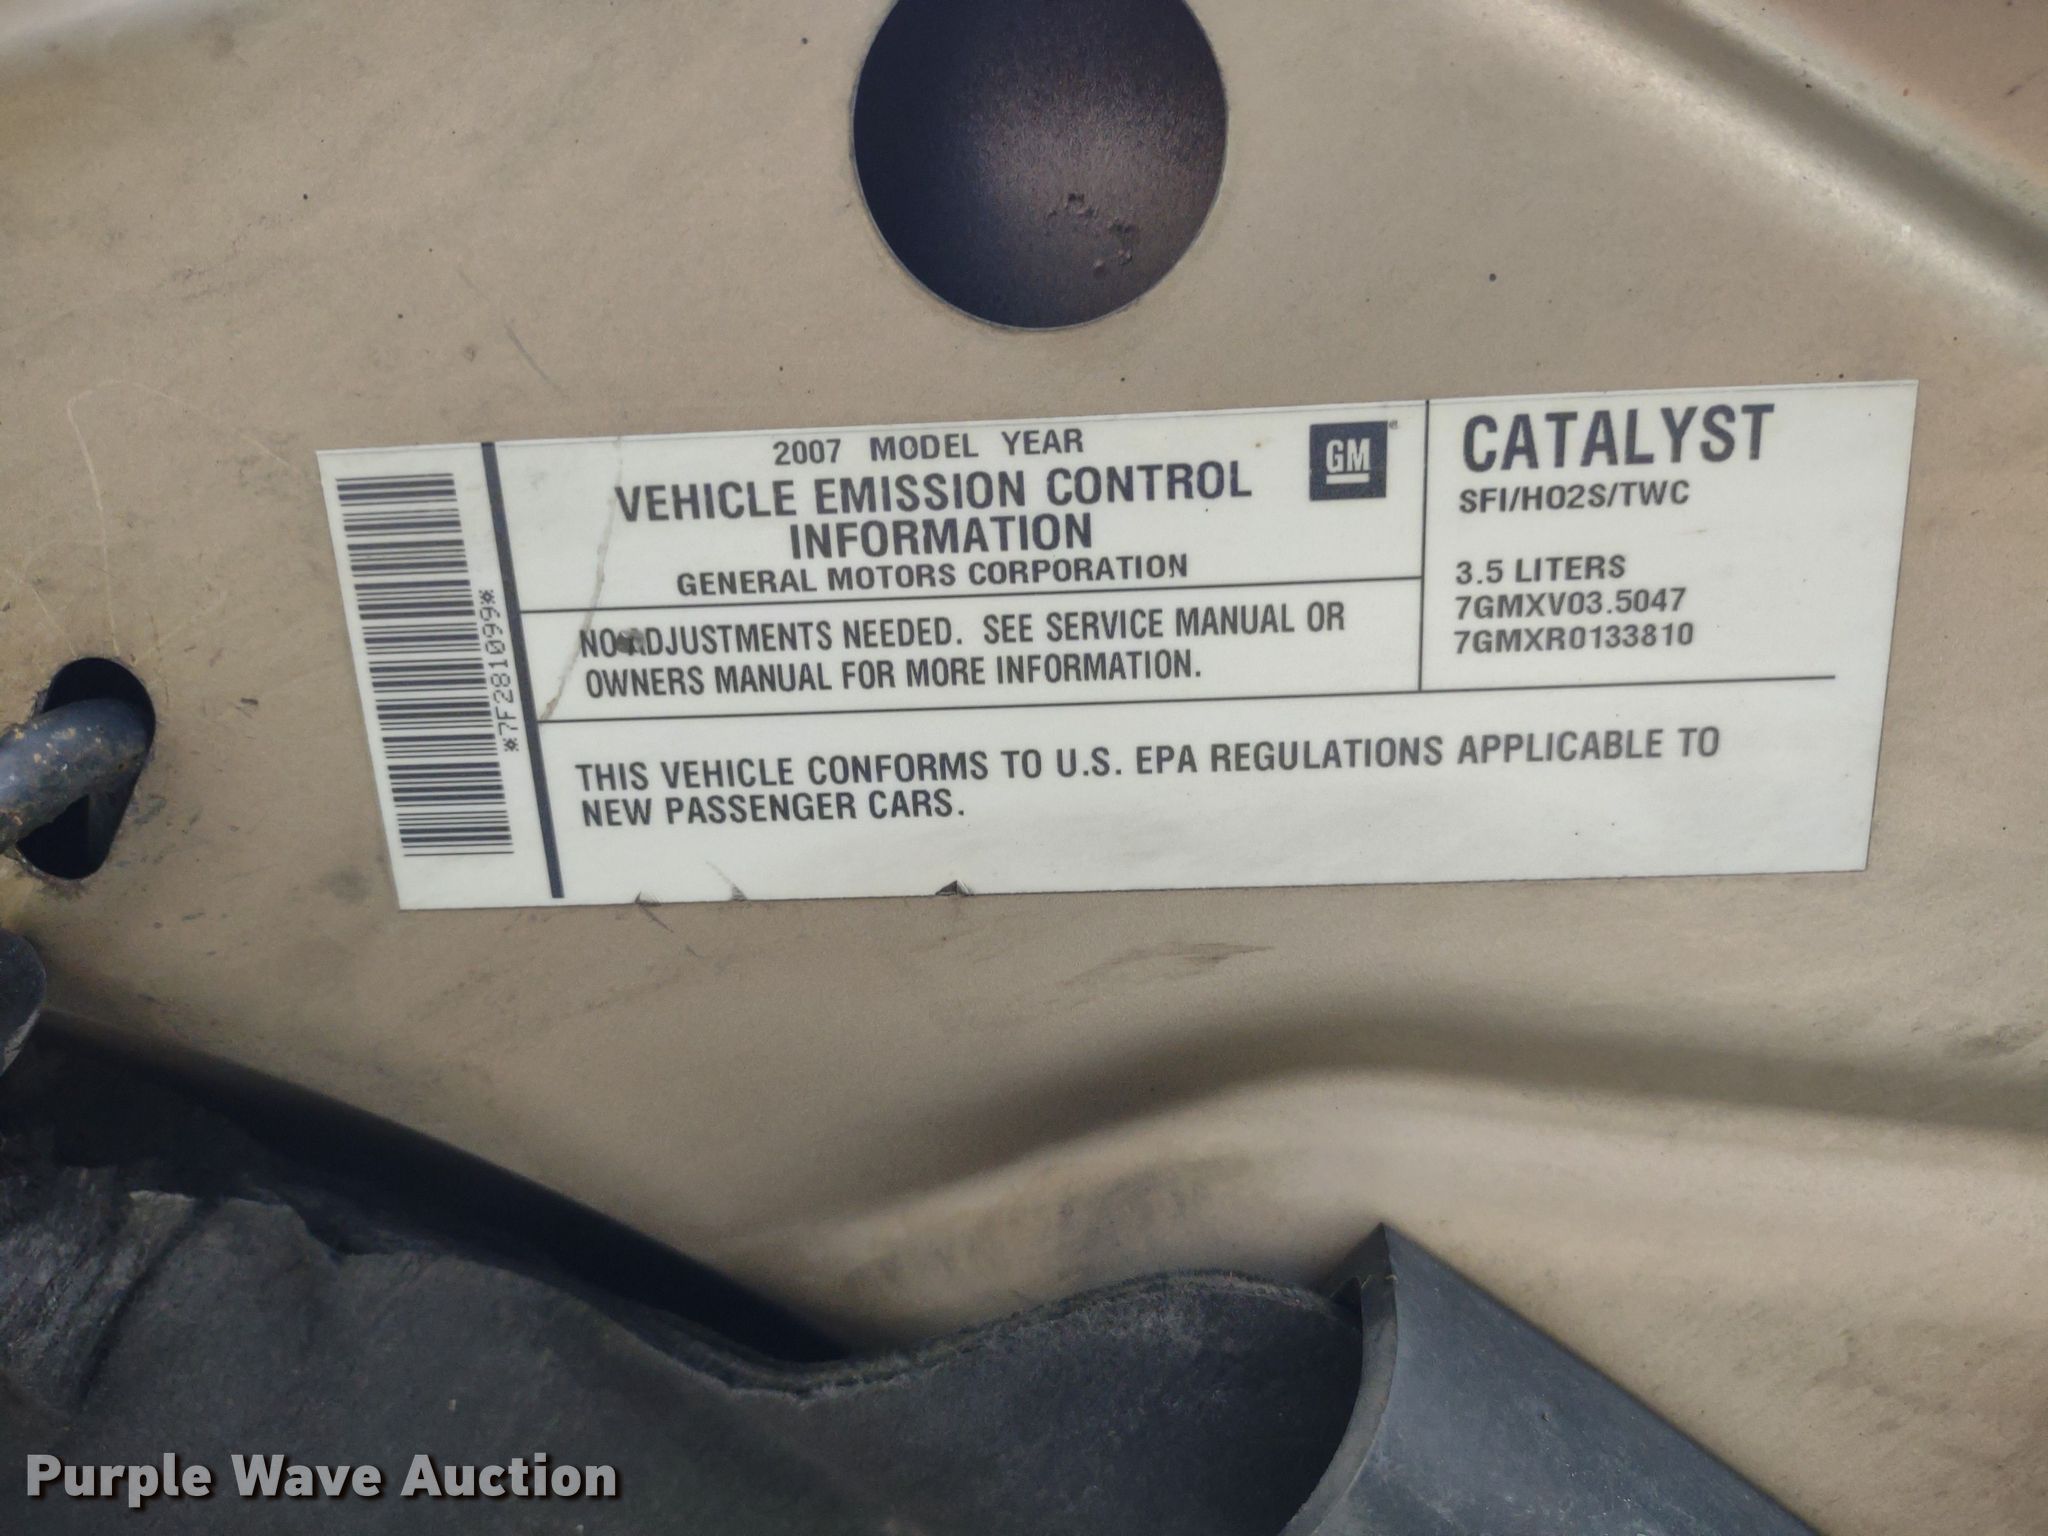 2007 MODEL YEAR
VEHICLE EMISSION CONTROL
INFORMATION
GENERAL MOTORS CORPORATION
GM
NO ADJUSTMENTS NEEDED. SEE SERVICE MANUAL OR
OWNERS MANUAL FOR MORE INFORMATION.
CATALYST
SFI/HO2S/TWC
3.5 LITERS
7GMXV03.5047
7GMXR0133810
THIS VEHICLE CONFORMS TO U.S. EPA REGULATIONS APPLICABLE TO
NEW PASSENGER CARS.
*7F281099*
Purple Wave Auction